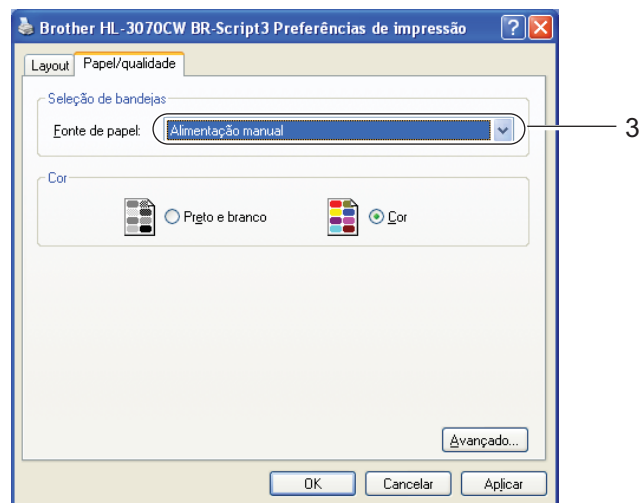 Brother HL-3070CW BR-Script3 Preferências de impressão
Layout Papel/qualidade
Seleção de bandejas
Fonte de papel: Alimentação manual
3
Cor
Preto e branco Cor
Avançado...
OK Cancelar Aplicar